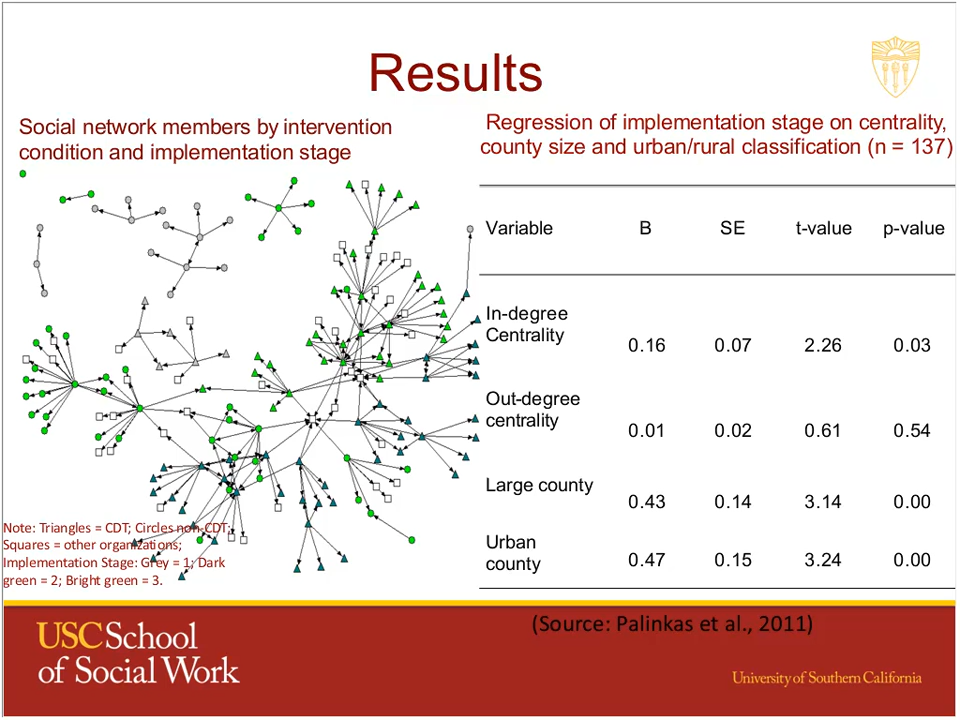 Results
Social network members by intervention
condition and implementation stage
Regression of implementation stage on centrality,
county size and urban/rural classification (n = 137)
Variable B SE t-value p-value
In-degree
Centrality
0.16 0.07 2.26 0.03
Out-degree
centrality
0.01 0.02 0.61 0.54
Large county
0.43 0.14 3.14 0.00
Urban
county
0.47 0.15 3.24 0.00
Note: Triangles = CDT; Circles non-CDT;
Squares = other organizations;
Implementation Stage: Grey = 1; Dark
green = 2; Bright green = 3.
(Source: Palinkas et al., 2011)
USC School
of Social Work
University of Southern California